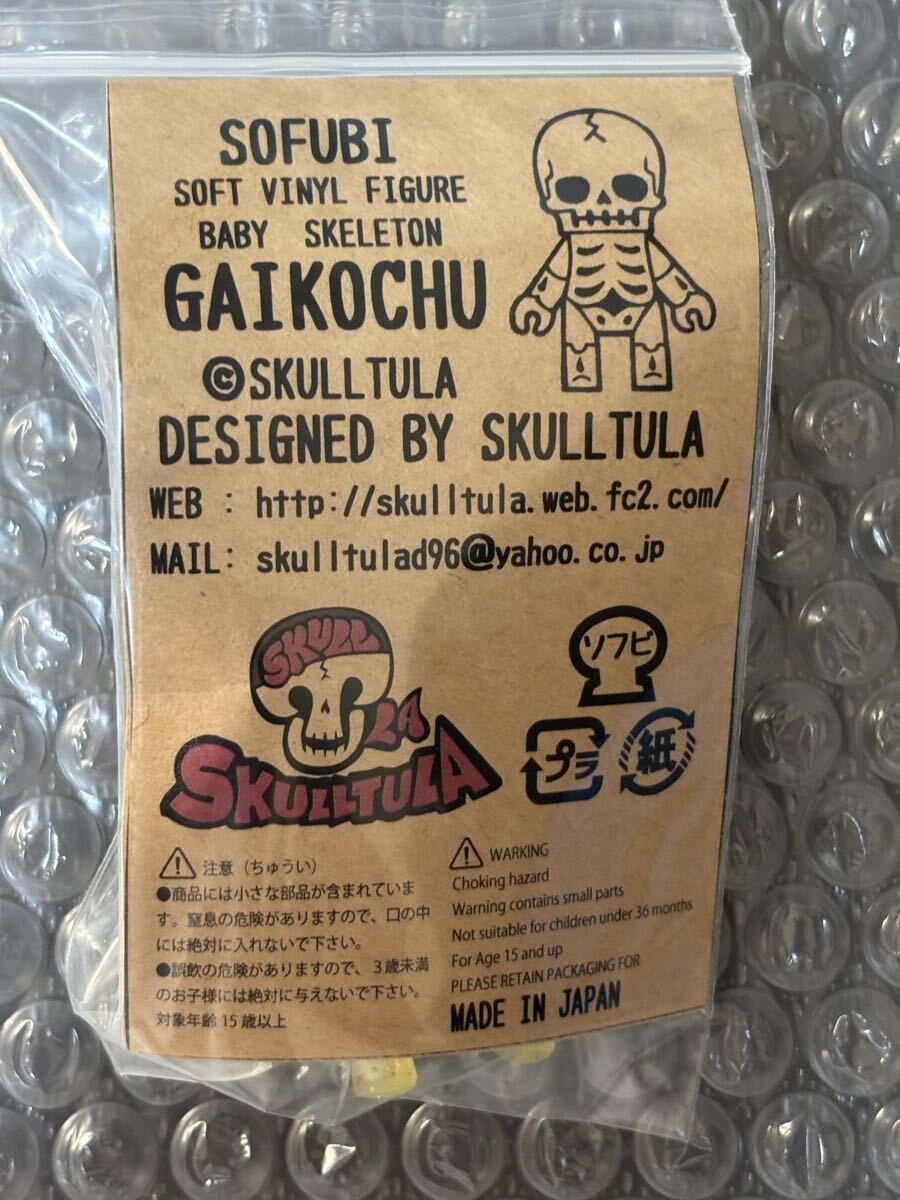 SOFUBI
SOFT VINYL FIGURE
BABY SKELETON
GAIKOCHU
©SKULLTULA
DESIGNED BY SKULLTULA
WEB : http://skulltula.web.fc2.com/
MAIL: skulltulad96@yahoo.co.jp
SKULL
LA
SKULLTULA
ソフビ
プラ
紙
注意（ちゅうい）
●商品には小さな部品が含まれていま
す。窒息の危険がありますので、口の中
には絶対に入れないで下さい。
●誤飲の危険がありますので、３歳未満
のお子様には絶対に与えないで下さい。
対象年齢15歳以上
WARKING
Choking hazard
Warning contains small parts
Not suitable for children under 36 months
For Age 15 and up
PLEASE RETAIN PACKAGING FOR
MADE IN JAPAN